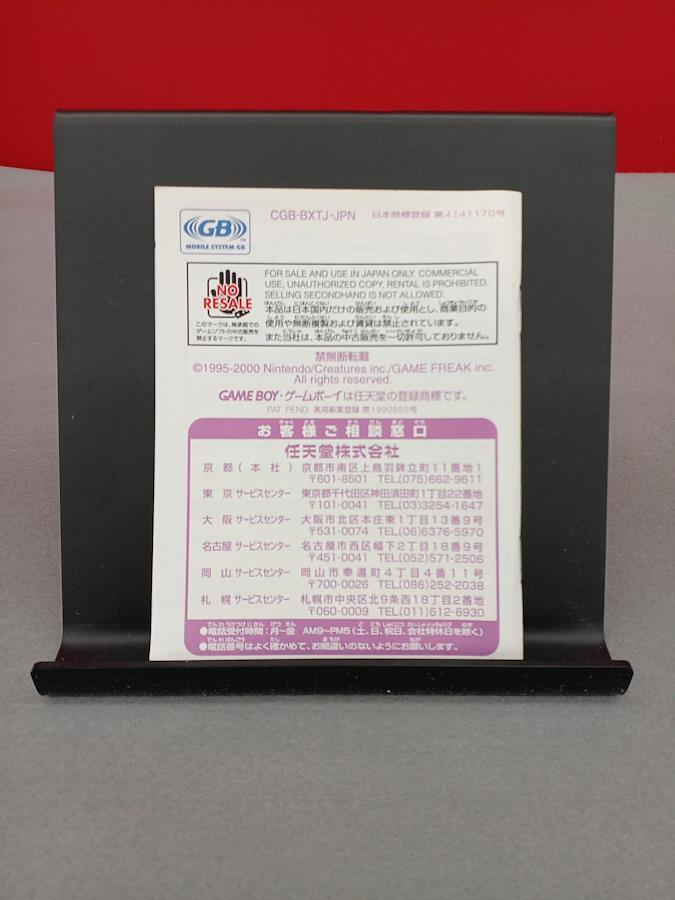 GB TM
MOBILE SYSTEM GB
CGB-BXTJ-JPN 日本商標登録 第4141170号
NO
RESALE
このマークは、無承諾での
ゲームソフトの中古販売を
禁止するマークです。
FOR SALE AND USE IN JAPAN ONLY. COMMERCIAL
USE, UNAUTHORIZED COPY, RENTAL IS PROHIBITED.
SELLING SECONDHAND IS NOT ALLOWED.
本品は日本国内だけの販売および使用とし、商業目的の
使用や無断複製および賃貸は禁止されています。
また当社は、本品の中古販売を一切許可しておりません。
禁無断転載
©1995-2000 Nintendo/Creatures inc./GAME FREAK inc.
All rights reserved.
GAME BOY・ゲームボーイは任天堂の登録商標です。
PAT. PEND. 実用新案登録 第1990850号
お客様ご相談窓口
任天堂株式会社
京都(本社) 京都市南区上鳥羽鉾立町11番地1
〒601-8501 TEL(075)662-9611
東京サービスセンター 東京都千代田区神田須田町1丁目22番地
〒101-0041 TEL(03)3254-1647
大阪サービスセンター 大阪市北区本庄東1丁目13番9号
〒531-0074 TEL(06)6376-5970
名古屋サービスセンター 名古屋市西区幅下2丁目18番9号
〒451-0041 TEL(052)571-2506
岡山サービスセンター 岡山市奉還町4丁目4番11号
〒700-0026 TEL(086)252-2038
札幌サービスセンター 札幌市中央区北9条西18丁目2番地
〒060-0009 TEL(011)612-6930
●電話受付時間:月~金 AM9~PM5(土、日、祝日、会社特休日を除く)
●電話番号はよく確かめて、お間違いのないようにお願いします。